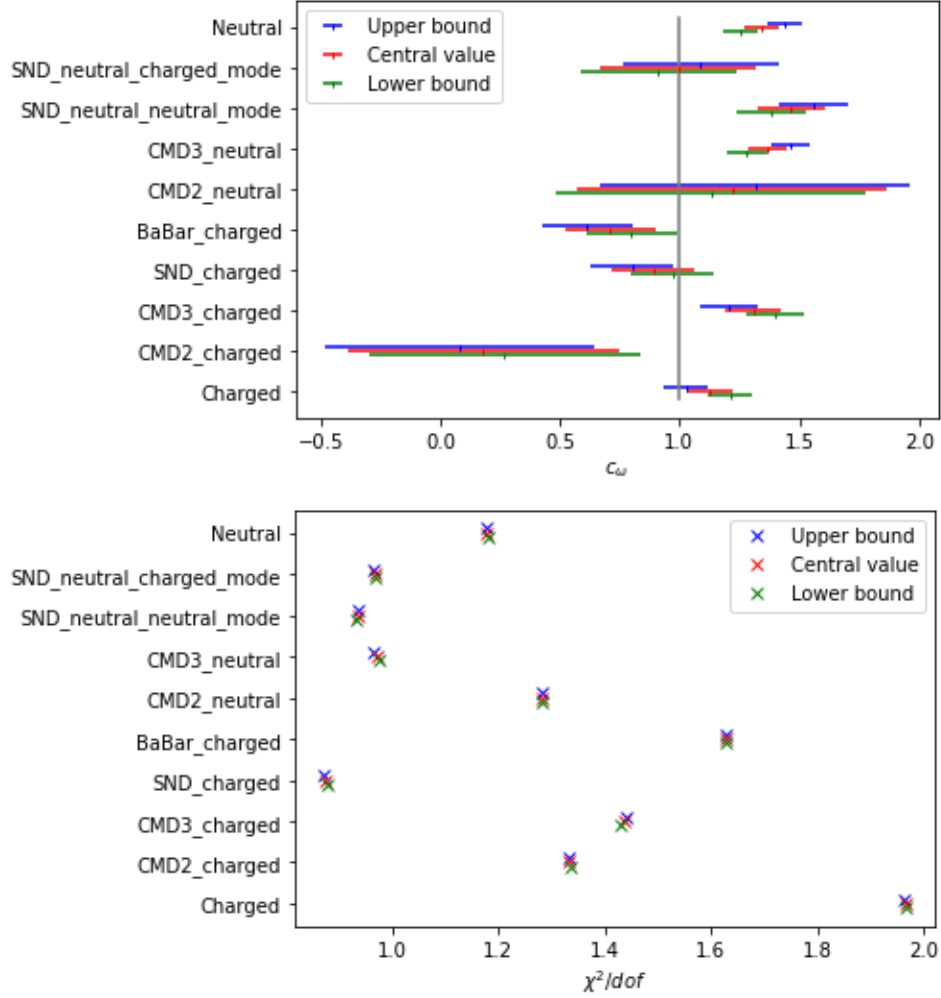 Neutral
SND_neutral_charged_mode
SND_neutral_neutral_mode
CMD3_neutral
CMD2_neutral
BaBar_charged
SND_charged
CMD3_charged
CMD2_charged
Charged
Upper bound
Central value
Lower bound
−0.5 0.0 0.5 1.0 1.5 2.0
cω
Neutral
SND_neutral_charged_mode
SND_neutral_neutral_mode
CMD3_neutral
CMD2_neutral
BaBar_charged
SND_charged
CMD3_charged
CMD2_charged
Charged
Upper bound
Central value
Lower bound
1.0 1.2 1.4 1.6 1.8 2.0
χ²/dof